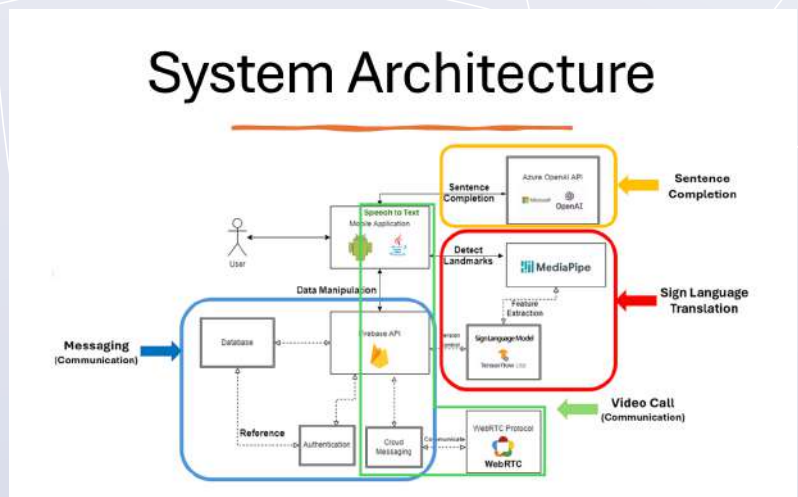 System Architecture
Azure OpenAI API
Microsoft
OpenAI
Sentence
Completion
Sentence
Completion
Speech to Text
Mobile Application
User
Detect
Landmarks
MediaPipe
Sign Language
Translation
Data Manipulation
Feature
Extraction
Messaging
(Communication)
Database
Firebase API
Sign Language Model
TensorFlow Lite
Video Call
(Communication)
Reference
Authentication
Cloud
Messaging
Communicate
WebRTC Protocol
WebRTC